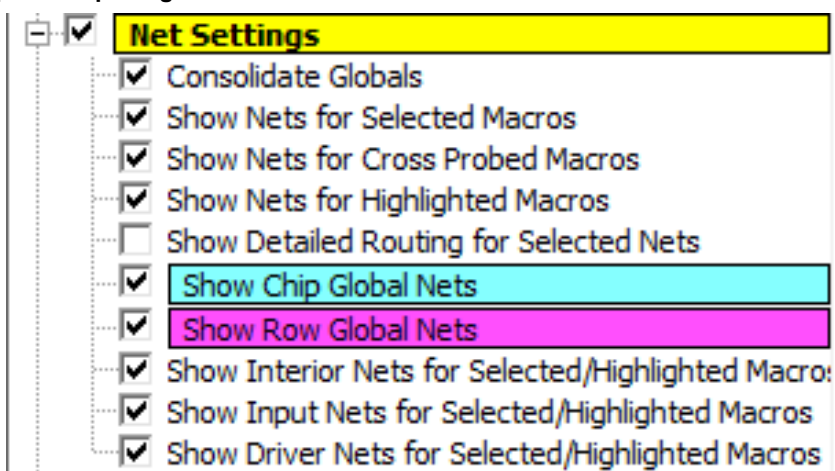 Net Settings
Consolidate Globals
Show Nets for Selected Macros
Show Nets for Cross Probed Macros
Show Nets for Highlighted Macros
Show Detailed Routing for Selected Nets
Show Chip Global Nets
Show Row Global Nets
Show Interior Nets for Selected/Highlighted Macro
Show Input Nets for Selected/Highlighted Macros
Show Driver Nets for Selected/Highlighted Macros